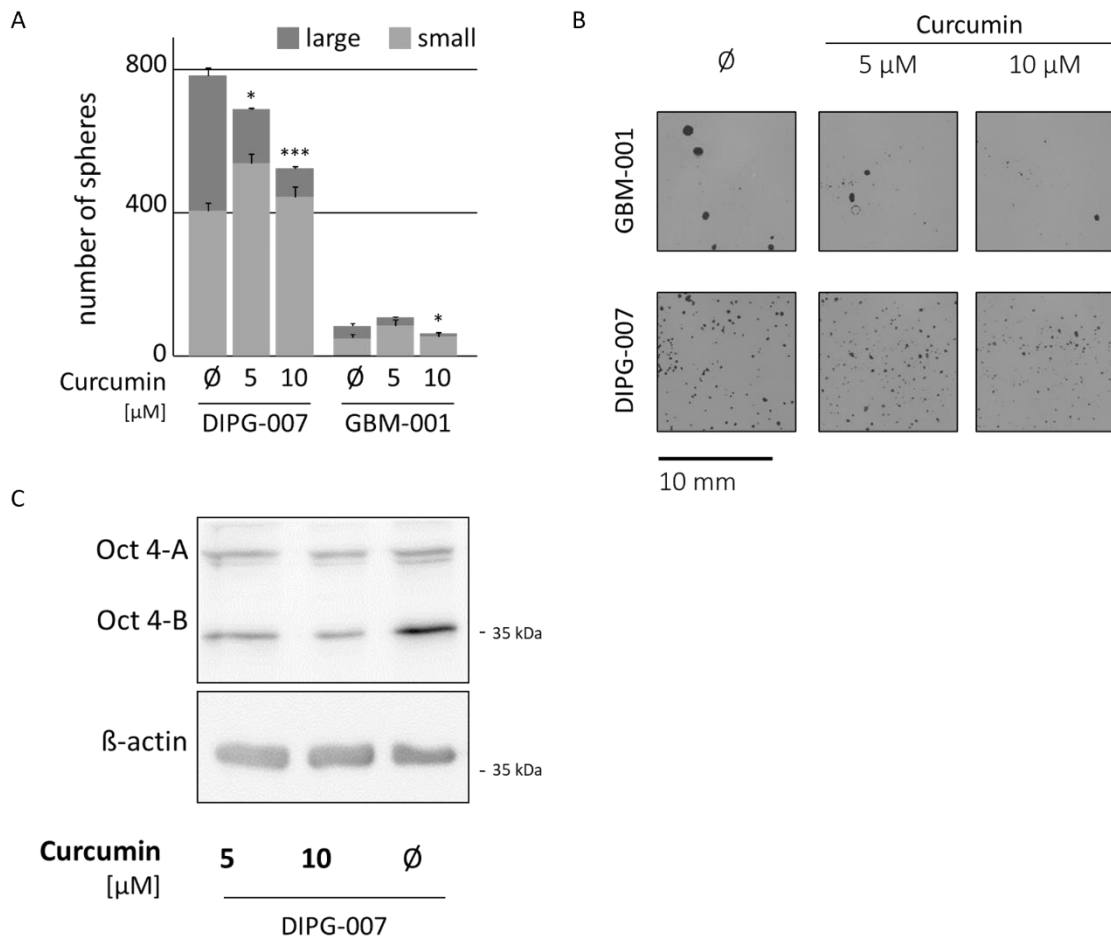 A
large small
800
400
0
number of spheres
*
***
*
Curcumin
[µM]
Ø 5 10 Ø 5 10
DIPG-007 GBM-001
B
Curcumin
Ø 5 µM 10 µM
GBM-001
DIPG-007
10 mm
C
Oct 4-A
Oct 4-B
- 35 kDa
ß-actin
- 35 kDa
Curcumin
[µM]
5 10 Ø
DIPG-007